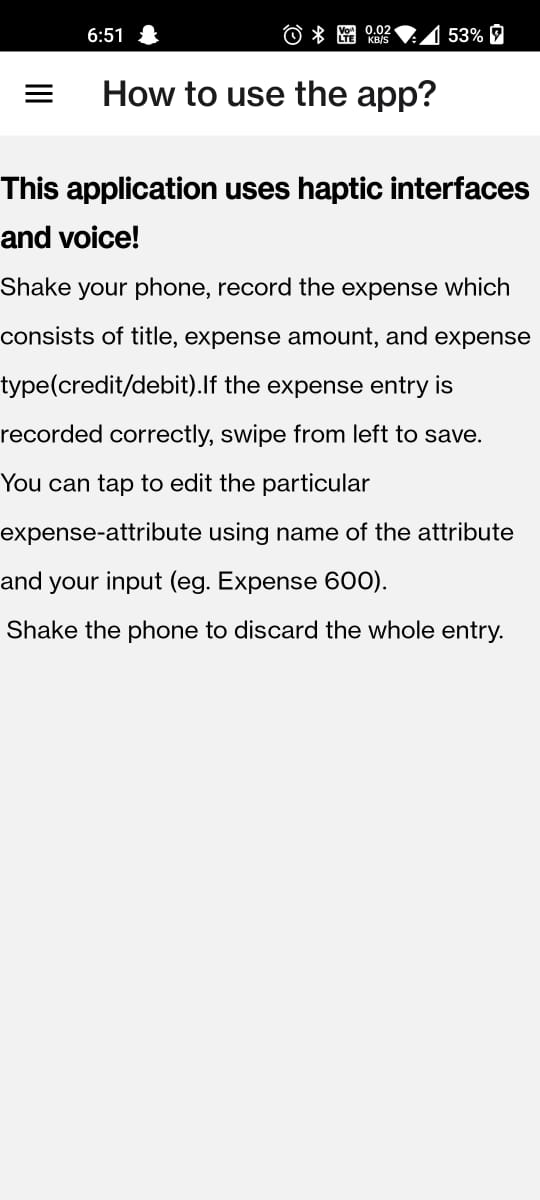 6:51 Vo)) LTE 0.02 KB/S 53%
How to use the app?
This application uses haptic interfaces
and voice!
Shake your phone, record the expense which
consists of title, expense amount, and expense
type(credit/debit).If the expense entry is
recorded correctly, swipe from left to save.
You can tap to edit the particular
expense-attribute using name of the attribute
and your input (eg. Expense 600).
Shake the phone to discard the whole entry.